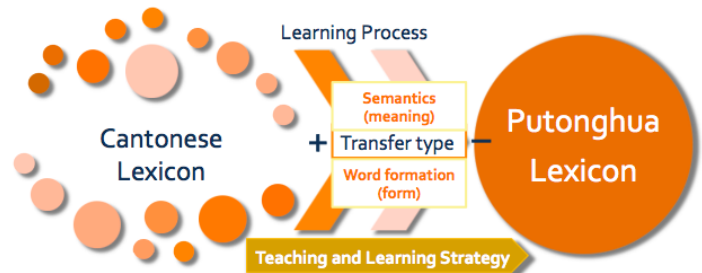 Learning Process
Cantonese
Lexicon
Semantics
(meaning)
+ Transfer type −
Word formation
(form)
Putonghua
Lexicon
Teaching and Learning Strategy